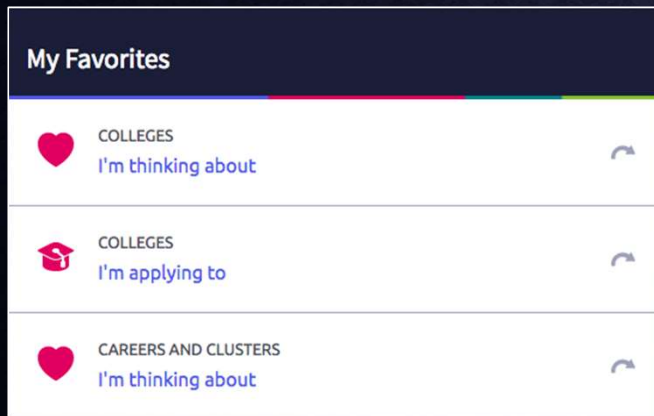 My Favorites
COLLEGES
I'm thinking about
COLLEGES
I'm applying to
CAREERS AND CLUSTERS
I'm thinking about